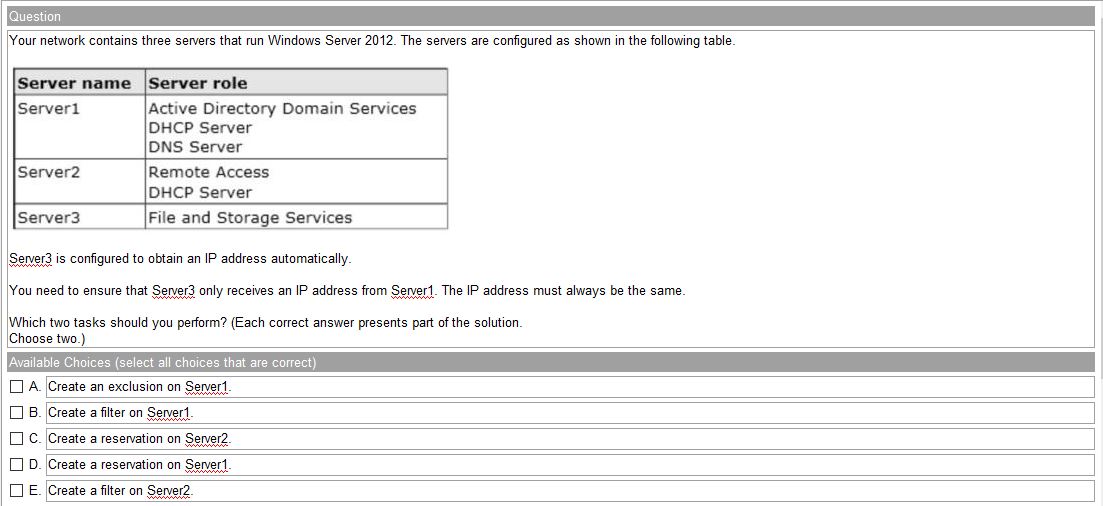 Question
Your network contains three servers that run Windows Server 2012. The servers are configured as shown in the following table.
Server name Server role
Server1 Active Directory Domain Services
DHCP Server
DNS Server
Server2 Remote Access
DHCP Server
Server3 File and Storage Services
Server3 is configured to obtain an IP address automatically.
You need to ensure that Server3 only receives an IP address from Server1. The IP address must always be the same.
Which two tasks should you perform? (Each correct answer presents part of the solution.
Choose two.)
Available Choices (select all choices that are correct)
A. Create an exclusion on Server1.
B. Create a filter on Server1.
C. Create a reservation on Server2.
D. Create a reservation on Server1.
E. Create a filter on Server2.